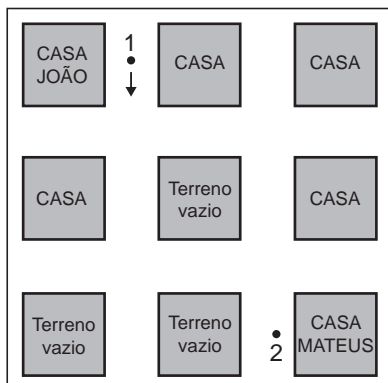 CASA
JOÃO
1
CASA
CASA
CASA
Terreno
vazio
CASA
Terreno
vazio
Terreno
vazio
2
CASA
MATEUS